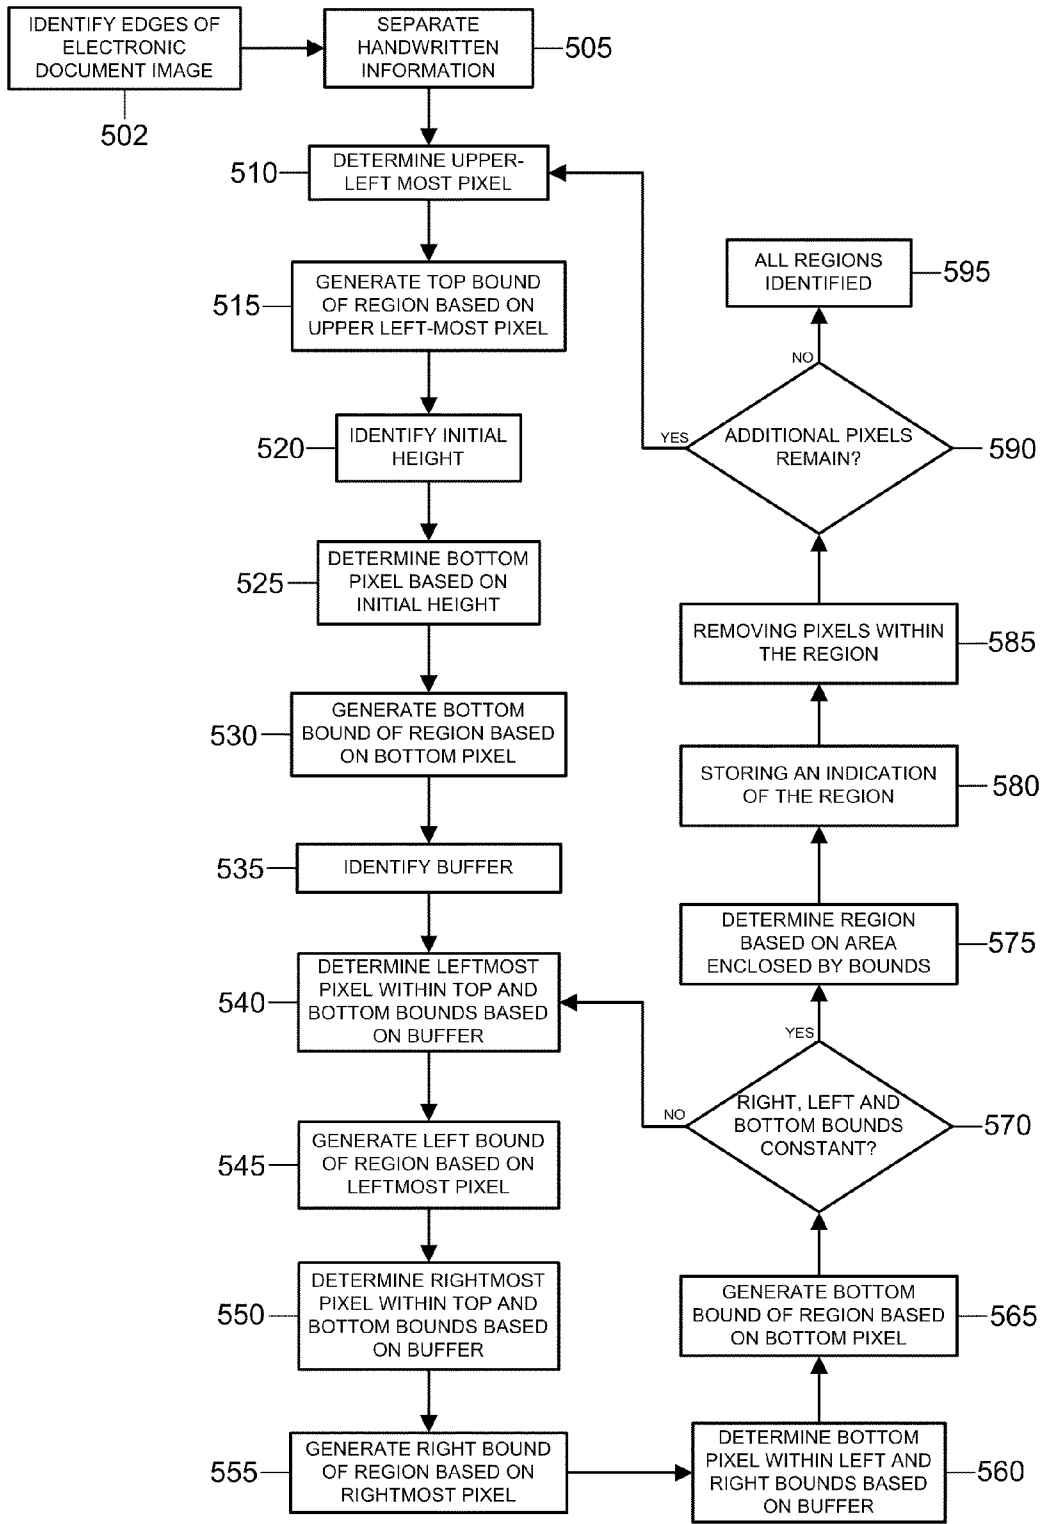 IDENTIFY EDGES OF
ELECTRONIC
DOCUMENT IMAGE
502
SEPARATE
HANDWRITTEN
INFORMATION
505
DETERMINE UPPER-
LEFT MOST PIXEL
510
GENERATE TOP BOUND
OF REGION BASED ON
UPPER LEFT-MOST PIXEL
515
IDENTIFY INITIAL
HEIGHT
520
DETERMINE BOTTOM
PIXEL BASED ON
INITIAL HEIGHT
525
GENERATE BOTTOM
BOUND OF REGION BASED
ON BOTTOM PIXEL
530
IDENTIFY BUFFER
535
DETERMINE LEFTMOST
PIXEL WITHIN TOP AND
BOTTOM BOUNDS BASED
ON BUFFER
540
GENERATE LEFT BOUND
OF REGION BASED ON
LEFTMOST PIXEL
545
DETERMINE RIGHTMOST
PIXEL WITHIN TOP AND
BOTTOM BOUNDS BASED
ON BUFFER
550
GENERATE RIGHT BOUND
OF REGION BASED ON
RIGHTMOST PIXEL
555
DETERMINE BOTTOM
PIXEL WITHIN LEFT AND
RIGHT BOUNDS BASED
ON BUFFER
560
GENERATE BOTTOM
BOUND OF REGION BASED
ON BOTTOM PIXEL
565
RIGHT, LEFT AND
BOTTOM BOUNDS
CONSTANT?
570
NO
YES
DETERMINE REGION
BASED ON AREA
ENCLOSED BY BOUNDS
575
STORING AN INDICATION
OF THE REGION
580
REMOVING PIXELS WITHIN
THE REGION
585
ADDITIONAL PIXELS
REMAIN?
590
YES
NO
ALL REGIONS
IDENTIFIED
595